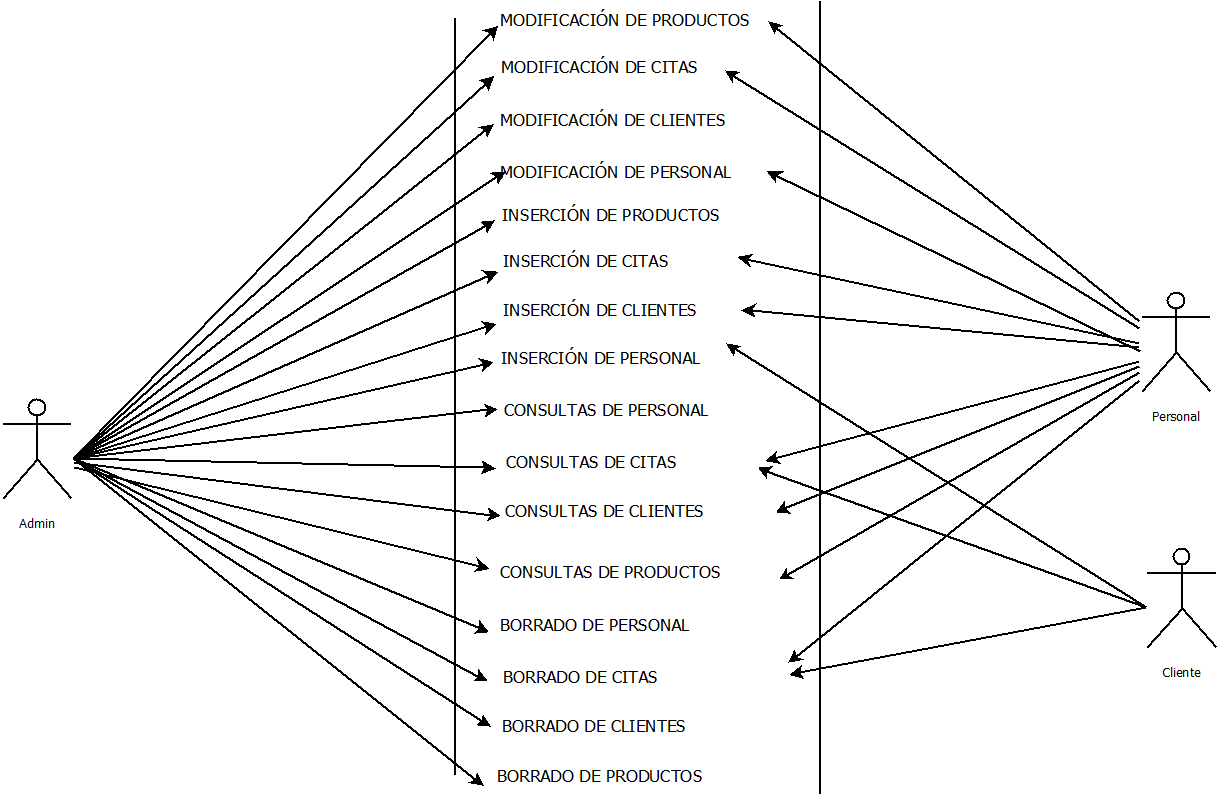 MODIFICACIÓN DE PRODUCTOS
MODIFICACIÓN DE CITAS
MODIFICACIÓN DE CLIENTES
MODIFICACIÓN DE PERSONAL
INSERCIÓN DE PRODUCTOS
INSERCIÓN DE CITAS
INSERCIÓN DE CLIENTES
INSERCIÓN DE PERSONAL
CONSULTAS DE PERSONAL
CONSULTAS DE CITAS
CONSULTAS DE CLIENTES
CONSULTAS DE PRODUCTOS
BORRADO DE PERSONAL
BORRADO DE CITAS
BORRADO DE CLIENTES
BORRADO DE PRODUCTOS
Admin
Personal
Cliente